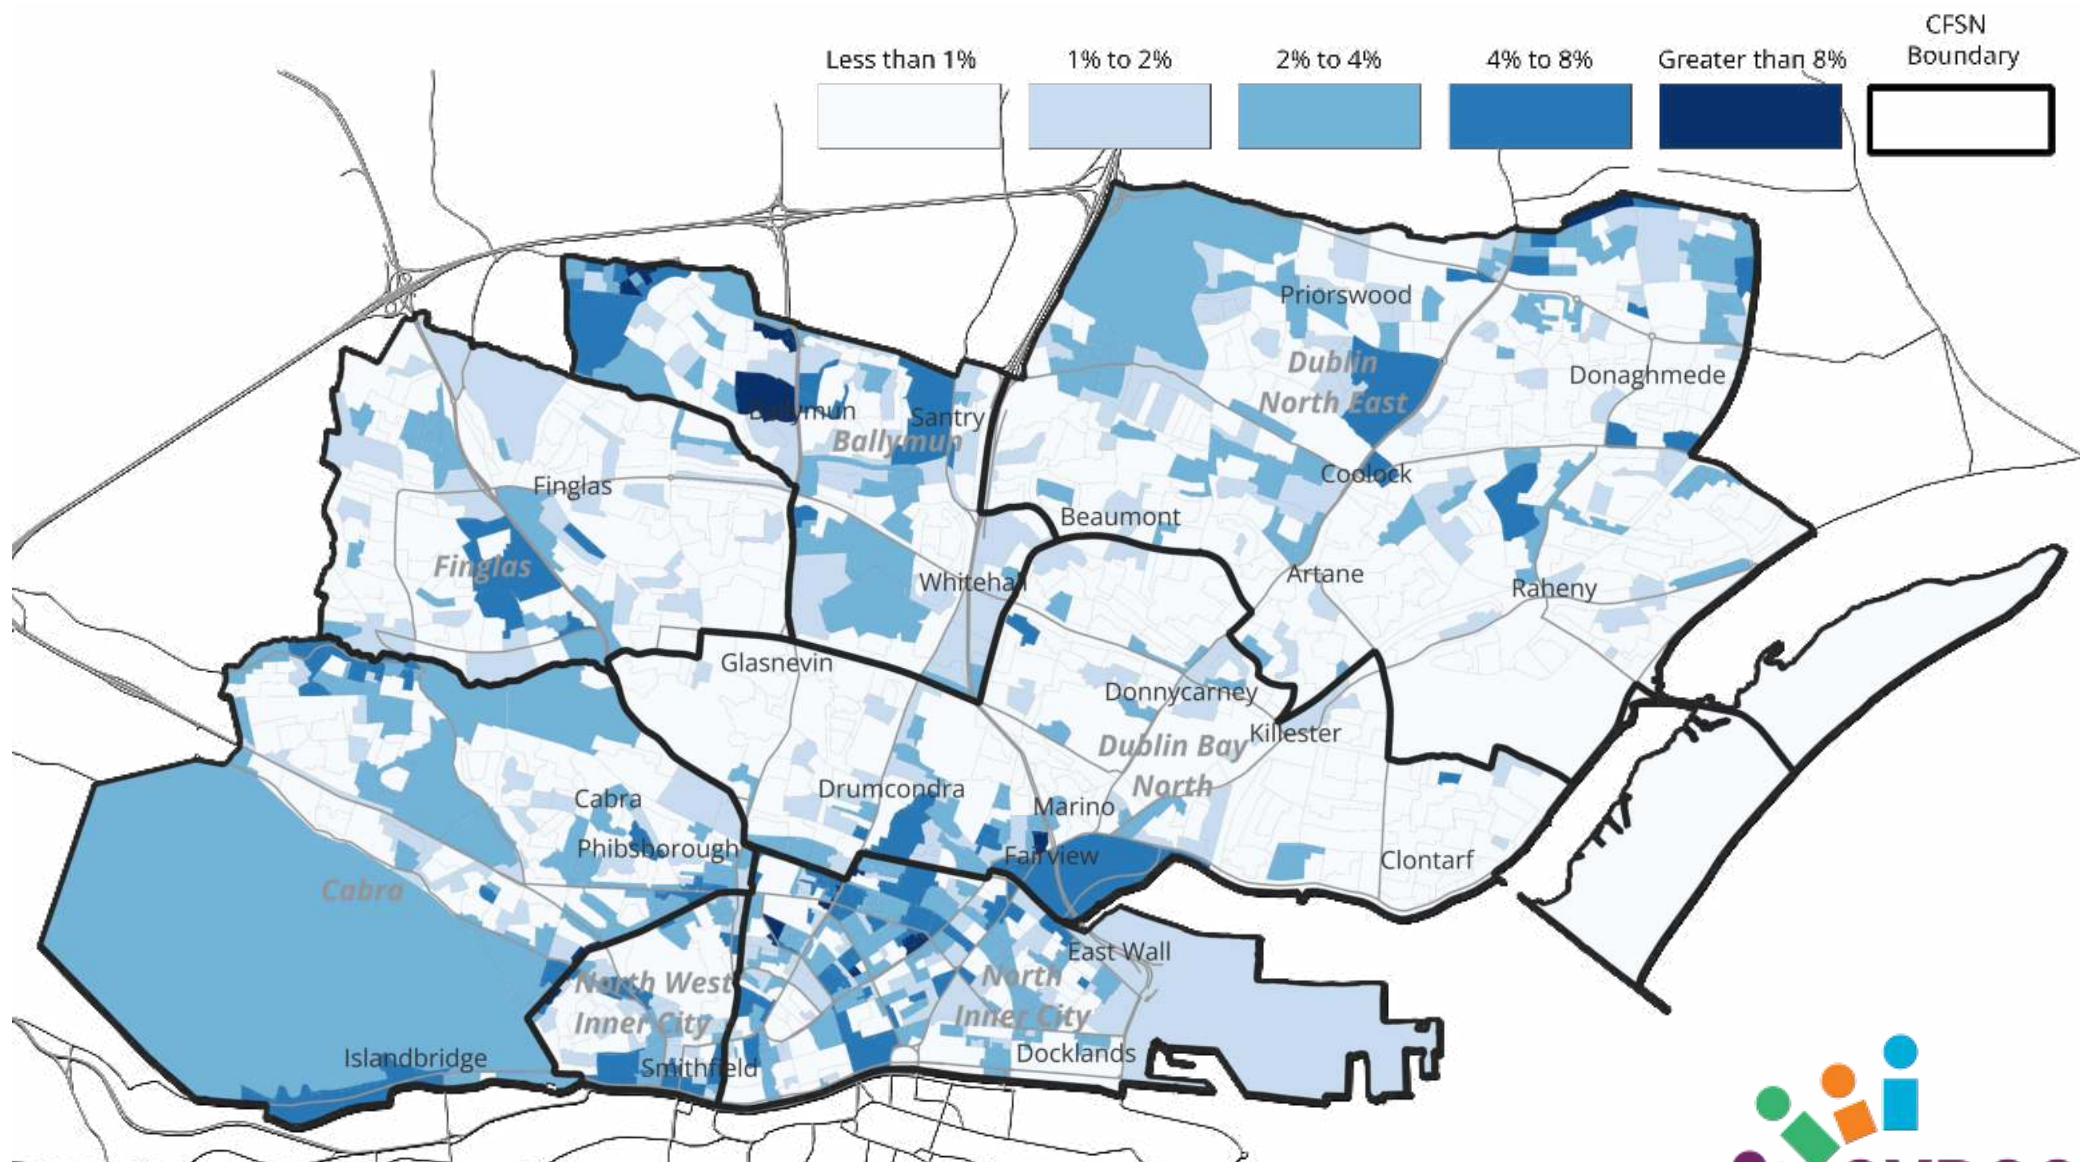 Less than 1%
1% to 2%
2% to 4%
4% to 8%
Greater than 8%
CFSN
Boundary
Priorswood
Dublin
North East
Donaghmede
Ballymun
Santry
Ballymun
Coolock
Finglas
Beaumont
Finglas
Whitehall
Artane
Raheny
Glasnevin
Donnycarney
Killester
Dublin Bay
North
Drumcondra
Cabra
Marino
Phibsborough
Fairview
Clontarf
Cabra
East Wall
North West
Inner City
North
Inner City
Islandbridge
Smithfield
Docklands